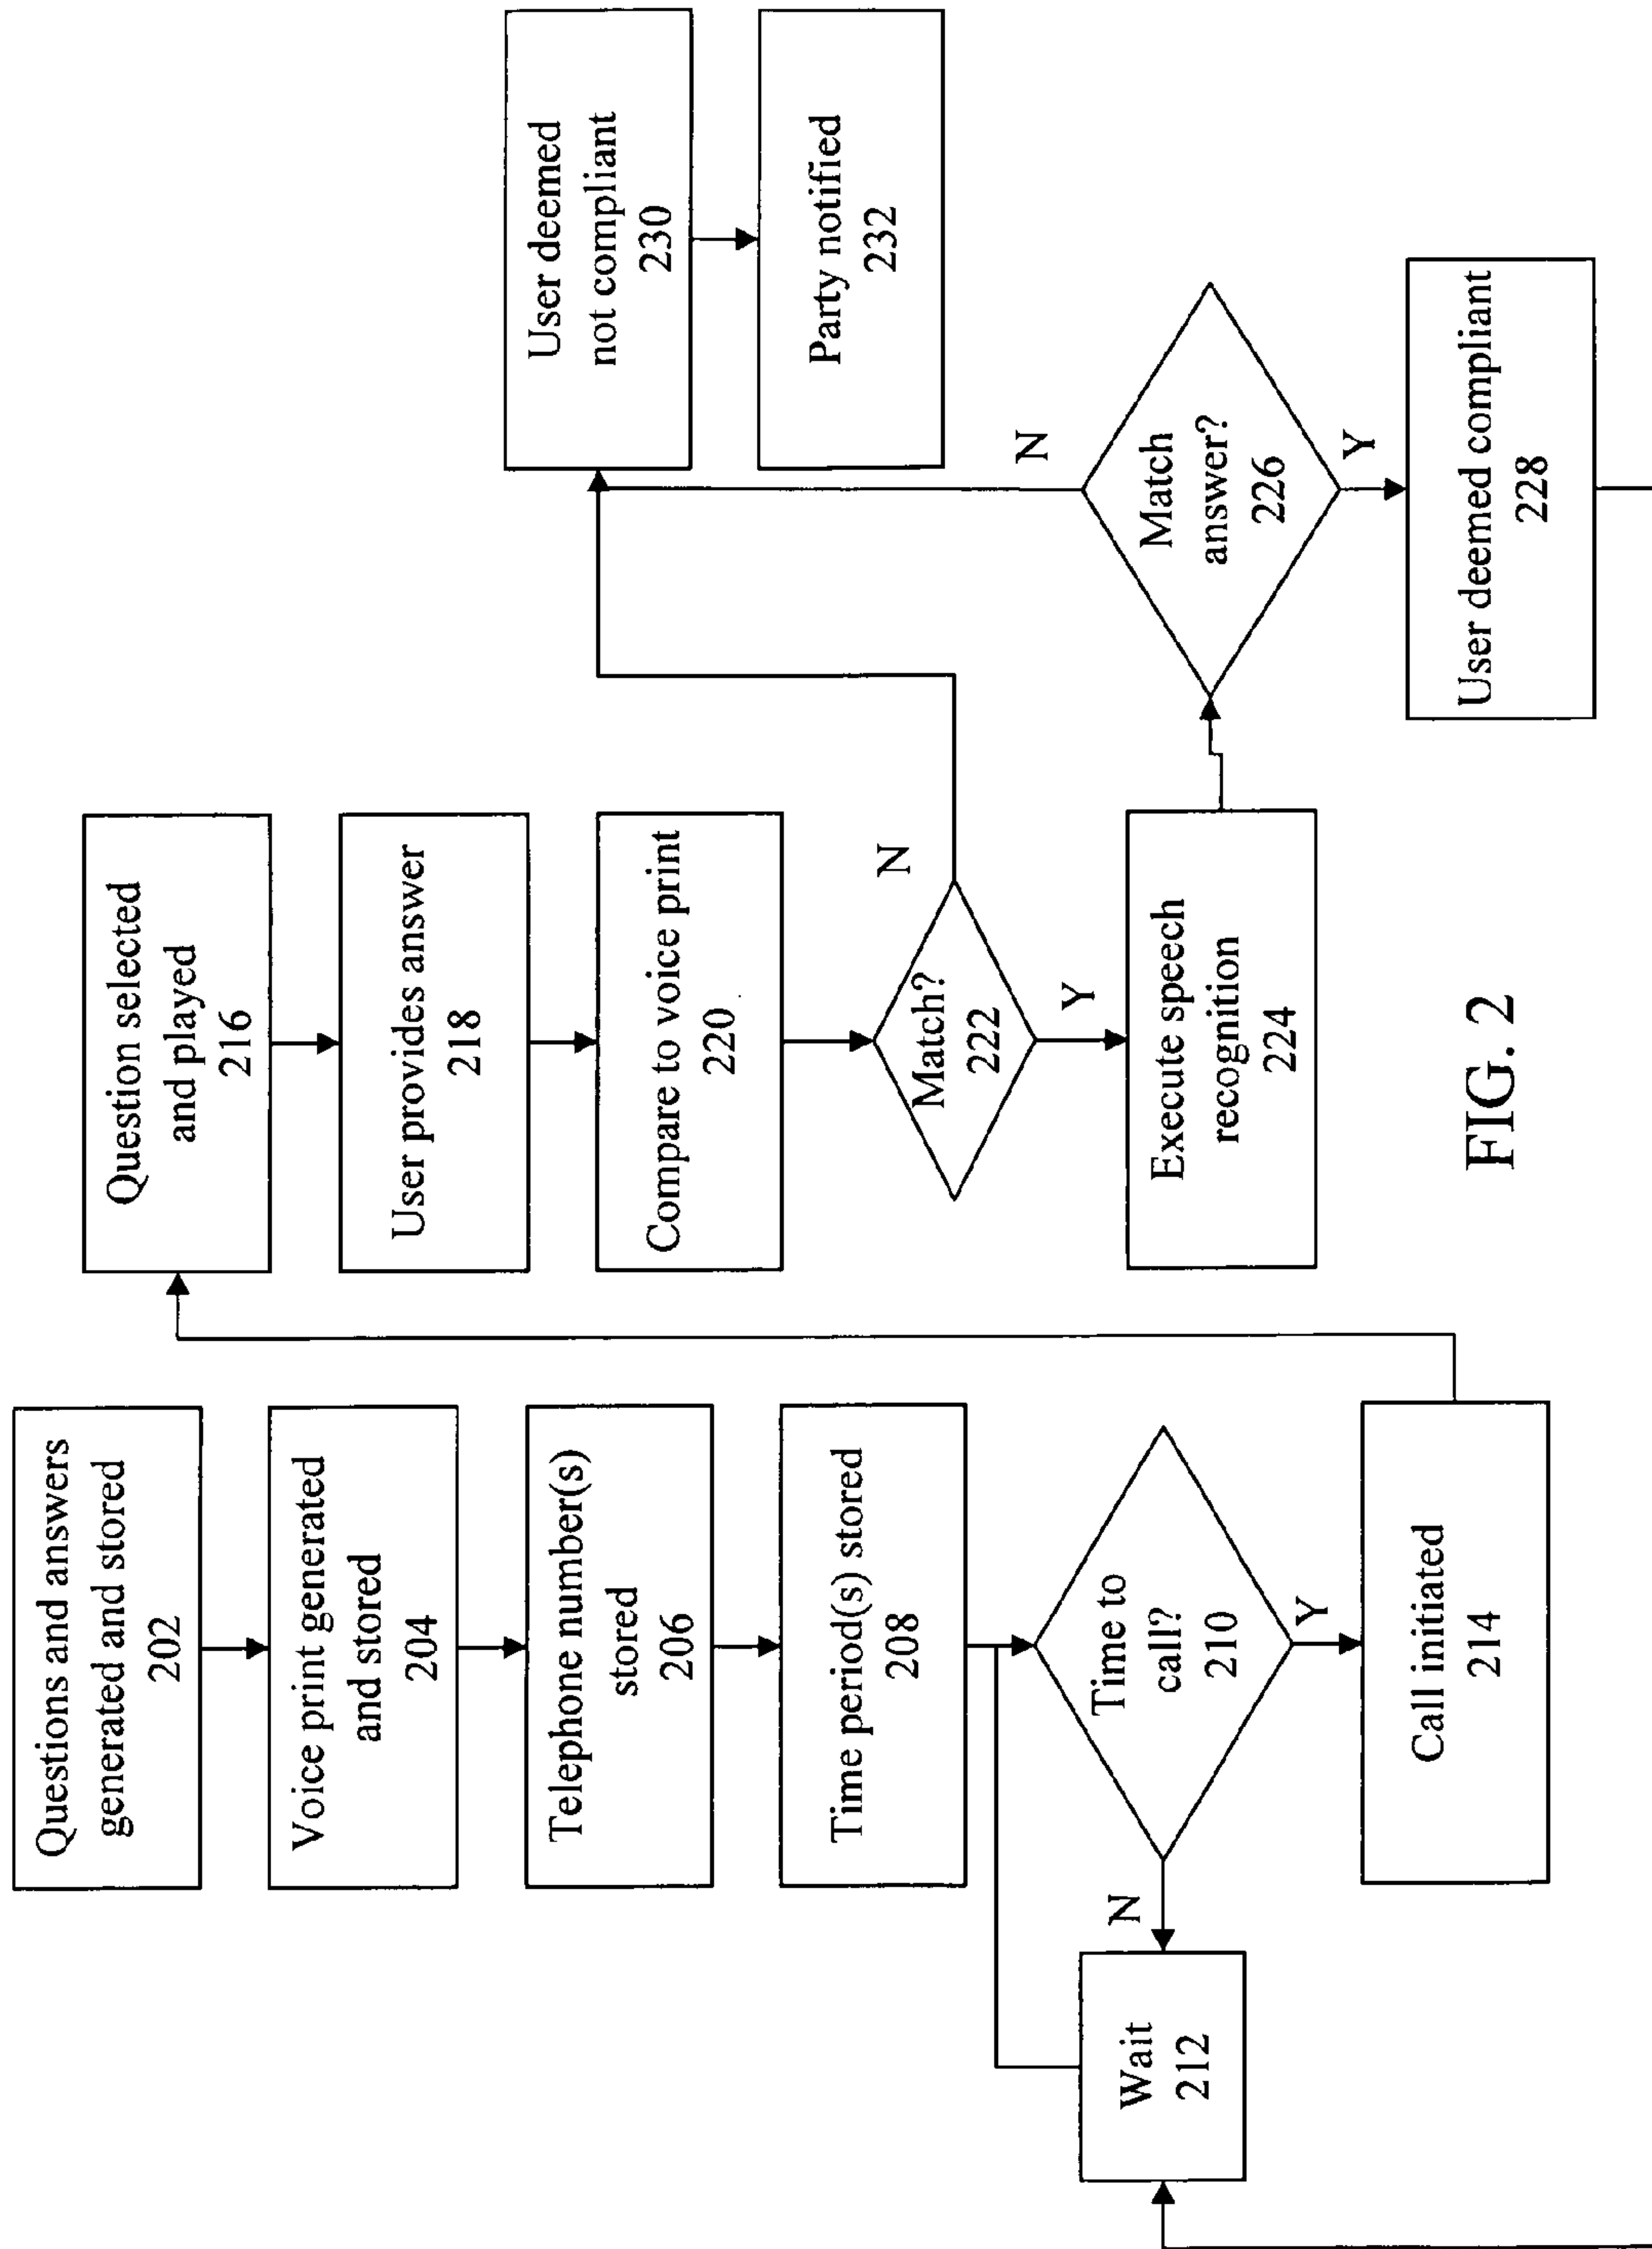 Questions and answers
generated and stored
202
Voice print generated
and stored
204
Telephone number(s)
stored
206
Time period(s) stored
208
Time to
call?
210
N
Y
Wait
212
Call initiated
214
Question selected
and played
216
User provides answer
218
Compare to voice print
220
Match?
222
N
Y
Execute speech
recognition
224
Match
answer?
226
N
Y
User deemed compliant
228
User deemed
not compliant
230
Party notified
232
FIG. 2